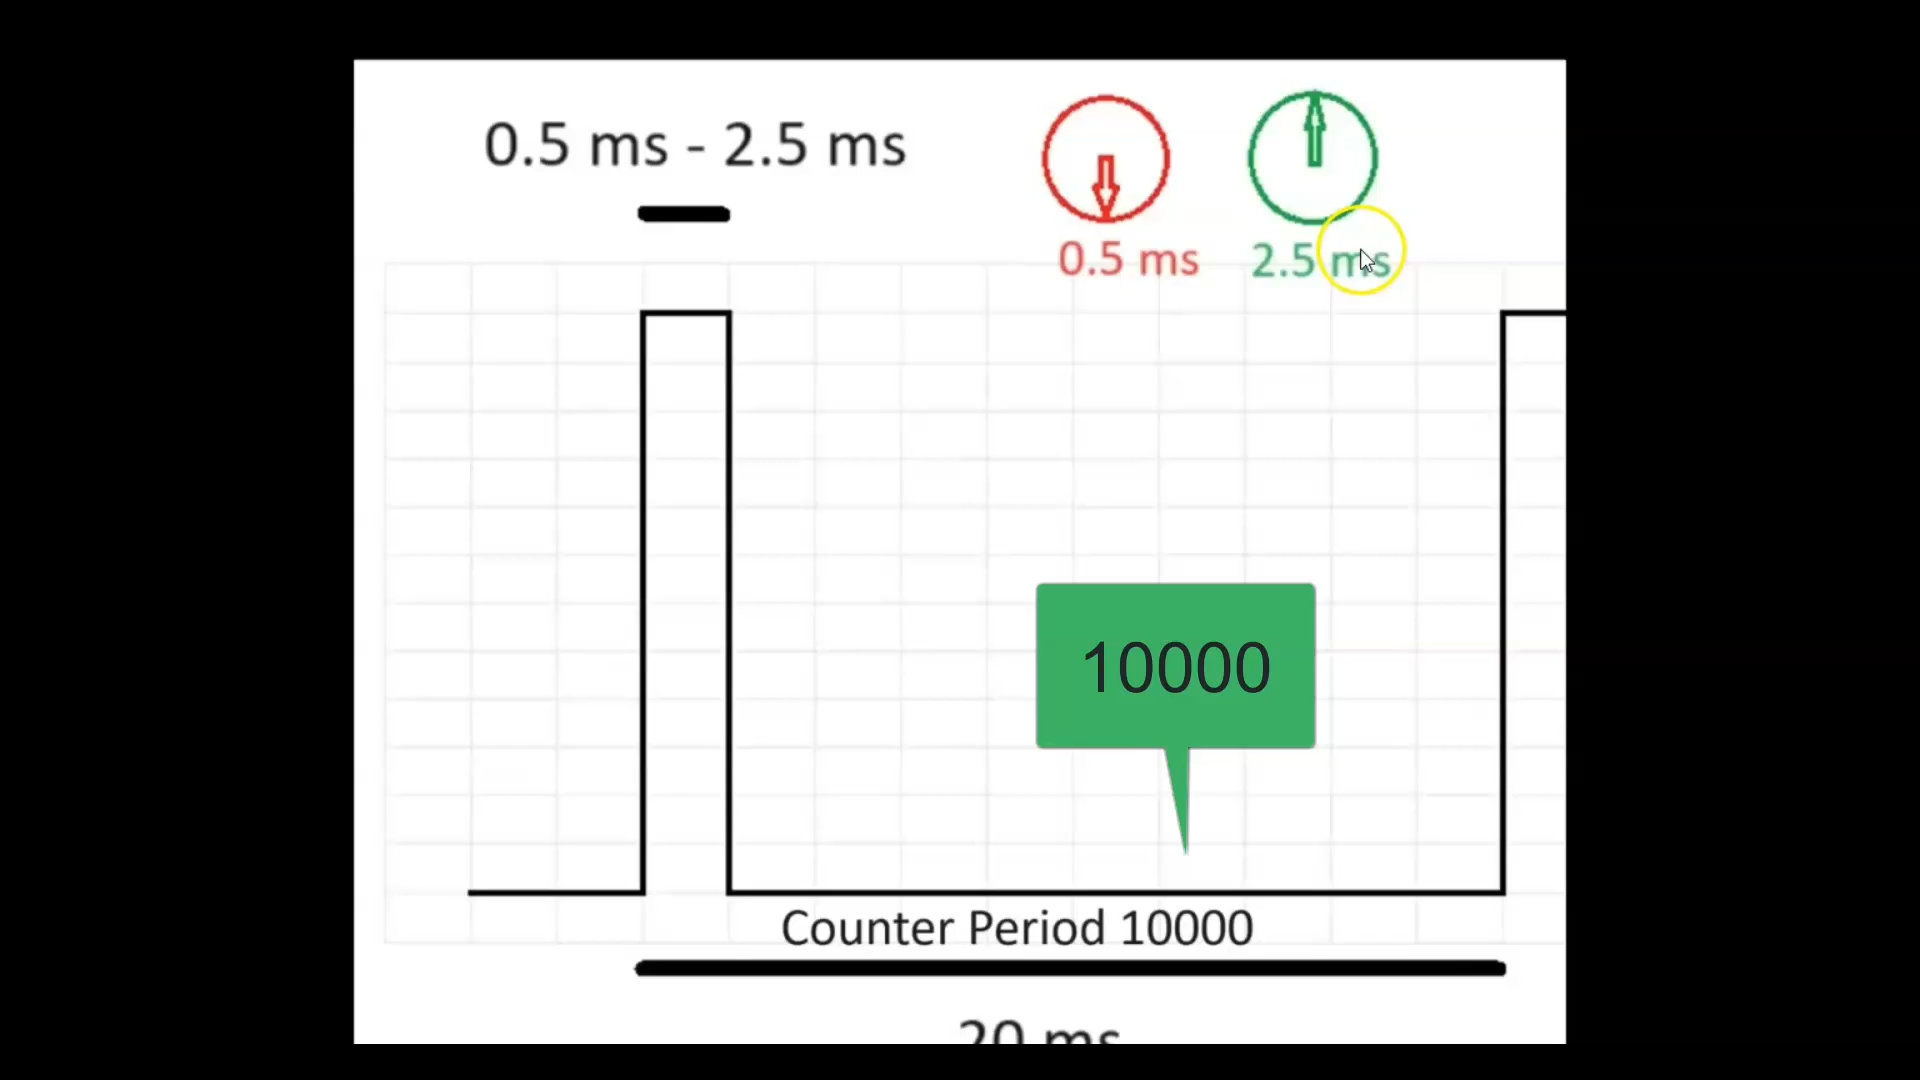 0.5 ms - 2.5 ms
0.5 ms
2.5 ms
10000
Counter Period 10000
20 ms